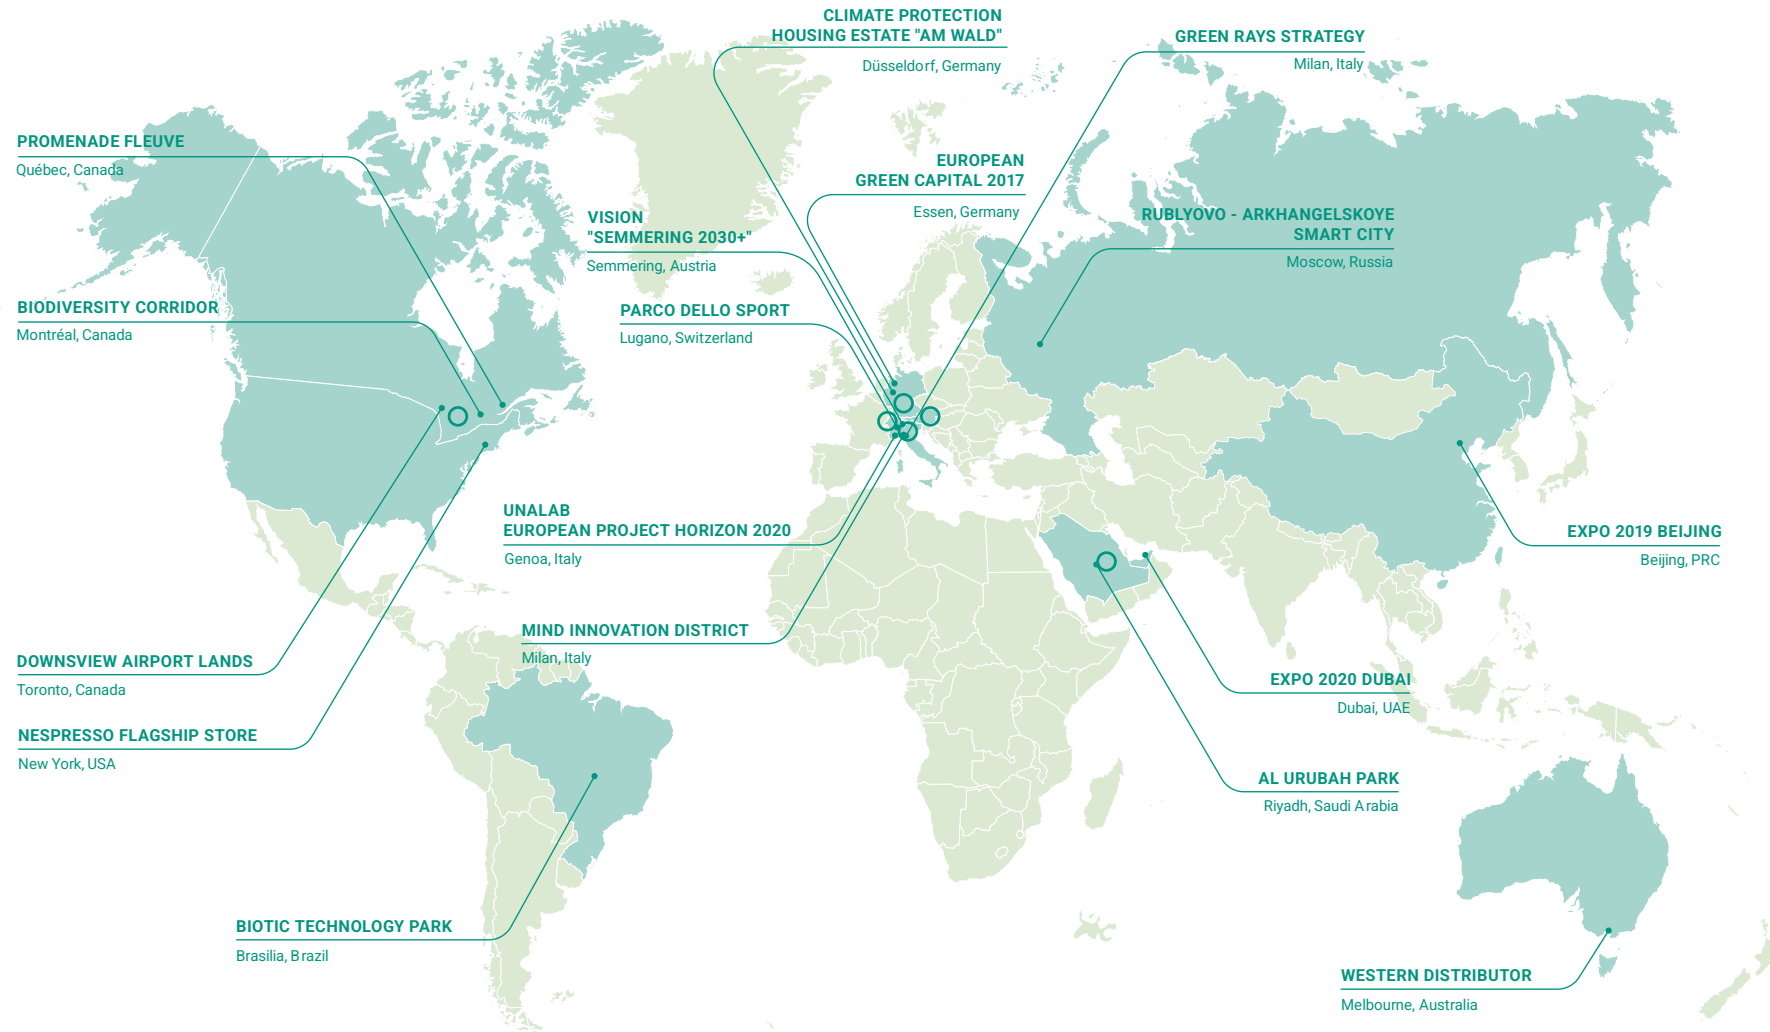 CLIMATE PROTECTION
HOUSING ESTATE "AM WALD"
Düsseldorf, Germany
GREEN RAYS STRATEGY
Milan, Italy
PROMENADE FLEUVE
Québec, Canada
EUROPEAN
GREEN CAPITAL 2017
Essen, Germany
VISION
"SEMMERING 2030+"
Semmering, Austria
RUBLYOVO - ARKHANGELSKOYE
SMART CITY
Moscow, Russia
BIODIVERSITY CORRIDOR
Montréal, Canada
PARCO DELLO SPORT
Lugano, Switzerland
UNALAB
EUROPEAN PROJECT HORIZON 2020
Genoa, Italy
EXPO 2019 BEIJING
Beijing, PRC
MIND INNOVATION DISTRICT
Milan, Italy
DOWNSVIEW AIRPORT LANDS
Toronto, Canada
EXPO 2020 DUBAI
Dubai, UAE
NESPRESSO FLAGSHIP STORE
New York, USA
AL URUBAH PARK
Riyadh, Saudi Arabia
BIOTIC TECHNOLOGY PARK
Brasilia, Brazil
WESTERN DISTRIBUTOR
Melbourne, Australia